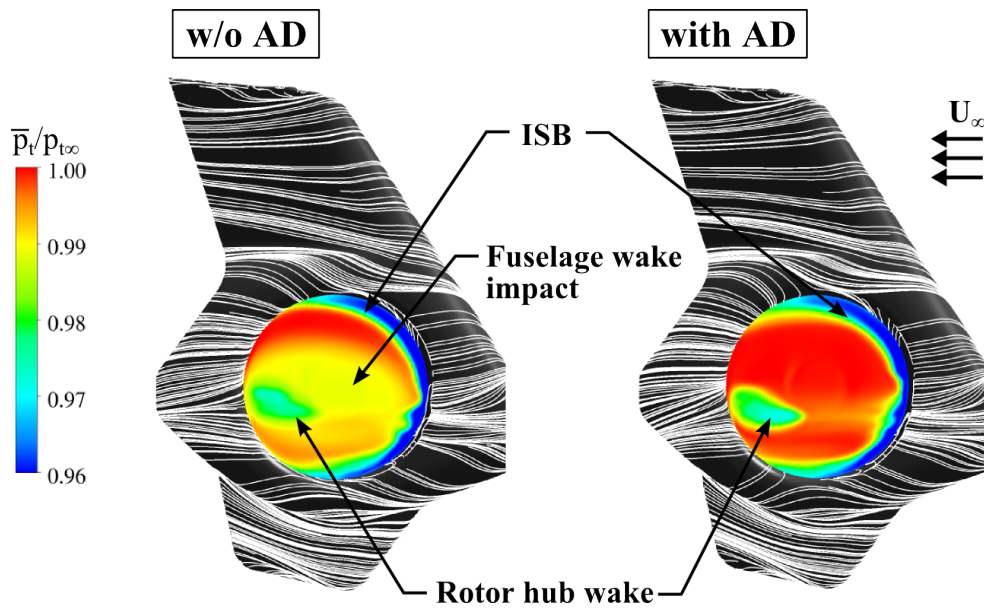 w/o AD
with AD
p̅t/pt∞
1.00
0.99
0.98
0.97
0.96
ISB
U∞
Fuselage wake
impact
Rotor hub wake